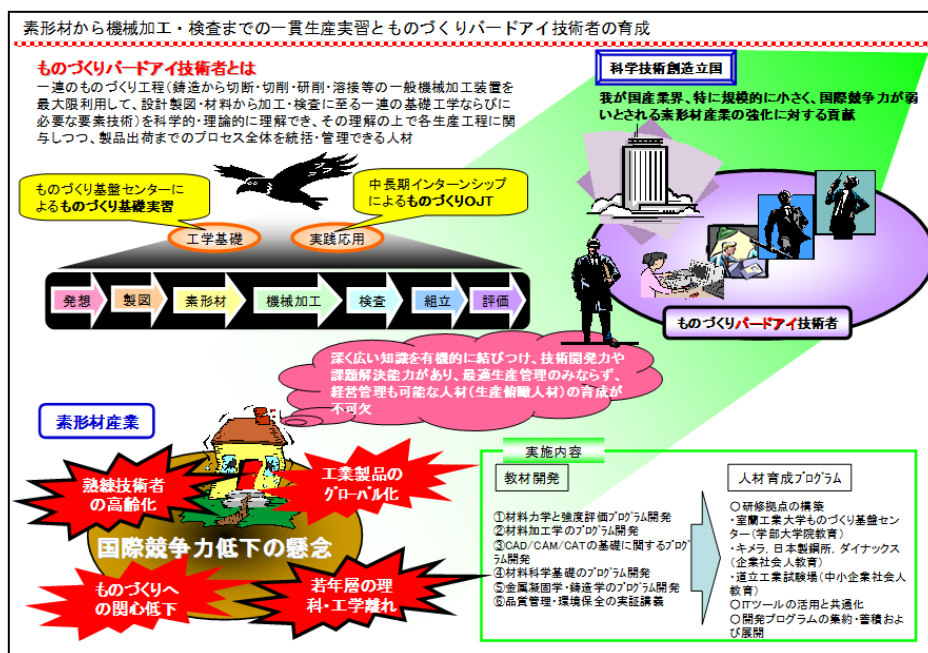 素形材から機械加工・検査までの一貫生産実習とものづくりバードアイ技術者の育成
ものづくりバードアイ技術者とは
一連のものづくり工程(鋳造から切断・切削・研削・溶接等の一般機械加工装置を
最大限利用して、設計製図・材料から加工・検査に至る一連の基礎工学ならびに
必要な要素技術)を科学的・理論的に理解でき、その理解の上で各生産工程に関
与しつつ、製品出荷までのプロセス全体を統括・管理できる人材
科学技術創造立国
我が国産業界、特に規模的に小さく、国際競争力が弱
いとされる素形材産業の強化に対する貢献
ものづくり基盤センターに
よるものづくり基礎実習
中長期インターンシップ
によるものづくりOJT
工学基礎
実践応用
発想
製図
素形材
機械加工
検査
組立
評価
ものづくりバードアイ技術者
深く広い知識を有機的に結びつけ、技術開発力や
課題解決能力があり、最適生産管理のみならず、
経営管理も可能な人材(生産俯瞰人材)の育成が
不可欠
素形材産業
熟練技術者
の高齢化
工業製品の
グローバル化
国際競争力低下の懸念
ものづくりへ
の関心低下
若年層の理
科・工学離れ
実施内容
教材開発
①材料力学と強度評価プログラム開発
②材料加工学のプログラム開発
③CAD/CAM/CATの基礎に関するプログ
ラム開発
④材料科学基礎のプログラム開発
⑤金属凝固学・鋳造学のプログラム開発
⑥品質管理・環境保全の実証講義
人材育成プログラム
○研修拠点の構築
・室蘭工業大学ものづくり基盤セン
ター(学部大学院教育)
・キメラ, 日本製鋼所, ダイナックス
(企業社会人教育)
・道立工業試験場(中小企業社会人
教育)
○ITツールの活用と共通化
○開発プログラムの集約・蓄積およ
び展開